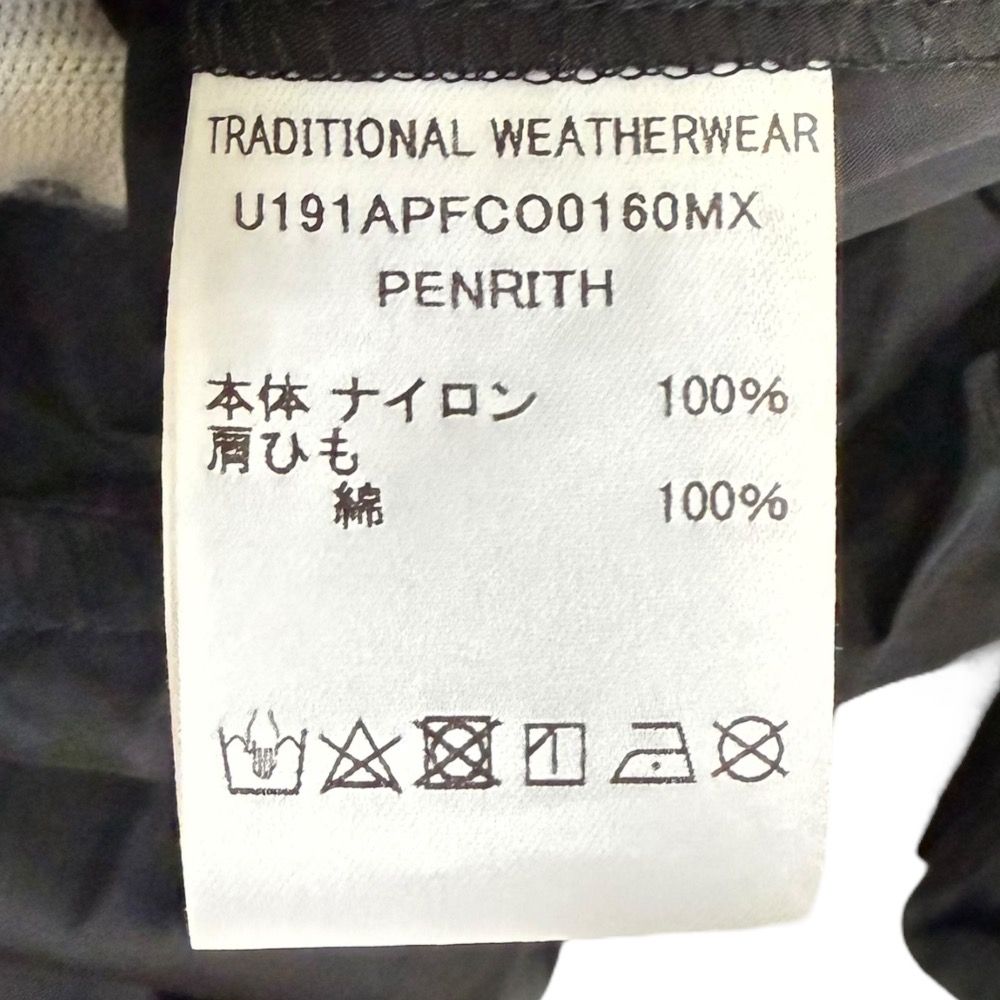 TRADITIONAL WEATHERWEAR
U191APFCO0160MX
PENRITH
本体 ナイロン 100%
肩ひも
綿 100%